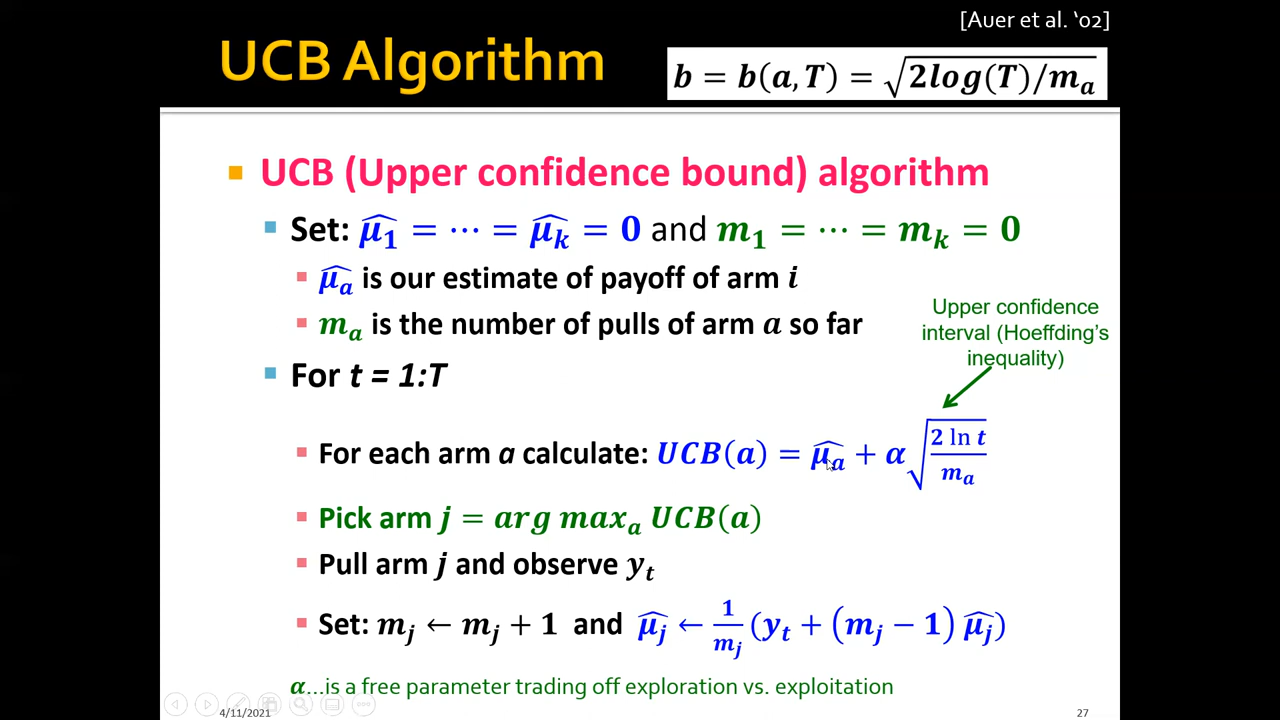 [Auer et al. ‘02]
UCB Algorithm
b = b(a, T) = √2log(T)/mₐ
UCB (Upper confidence bound) algorithm
Set: μ̂₁ = ⋯ = μ̂ₖ = 0 and m₁ = ⋯ = mₖ = 0
μ̂ₐ is our estimate of payoff of arm i
mₐ is the number of pulls of arm a so far
Upper confidence
interval (Hoeffding's
inequality)
For t = 1:T
For each arm a calculate: UCB(a) = μ̂ₐ + α√(2 ln t / mₐ)
Pick arm j = arg maxₐ UCB(a)
Pull arm j and observe yₜ
Set: mⱼ ← mⱼ + 1 and μ̂ⱼ ← 1/mⱼ (yₜ + (mⱼ − 1) μ̂ⱼ)
α…is a free parameter trading off exploration vs. exploitation
4/11/2021
27